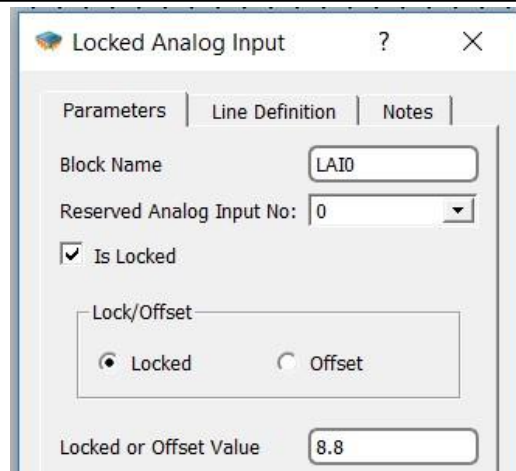 Locked Analog Input ?
Parameters Line Definition Notes
Block Name LAI0
Reserved Analog Input No: 0
Is Locked
Lock/Offset
Locked Offset
Locked or Offset Value 8.8